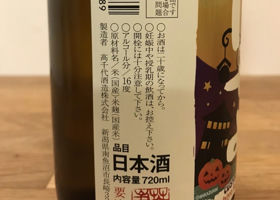 ○お酒は二十歳になってから。
○妊娠中や授乳期の飲酒は、お控え下さい。
○開栓には十分注意して下さい。
○アルコール分/16度
○原材料名/米(国産)・米麹(国産米)
製造者 高千代酒造株式会社
新潟県南魚沼市長崎
品目
日本酒
内容量 720ml